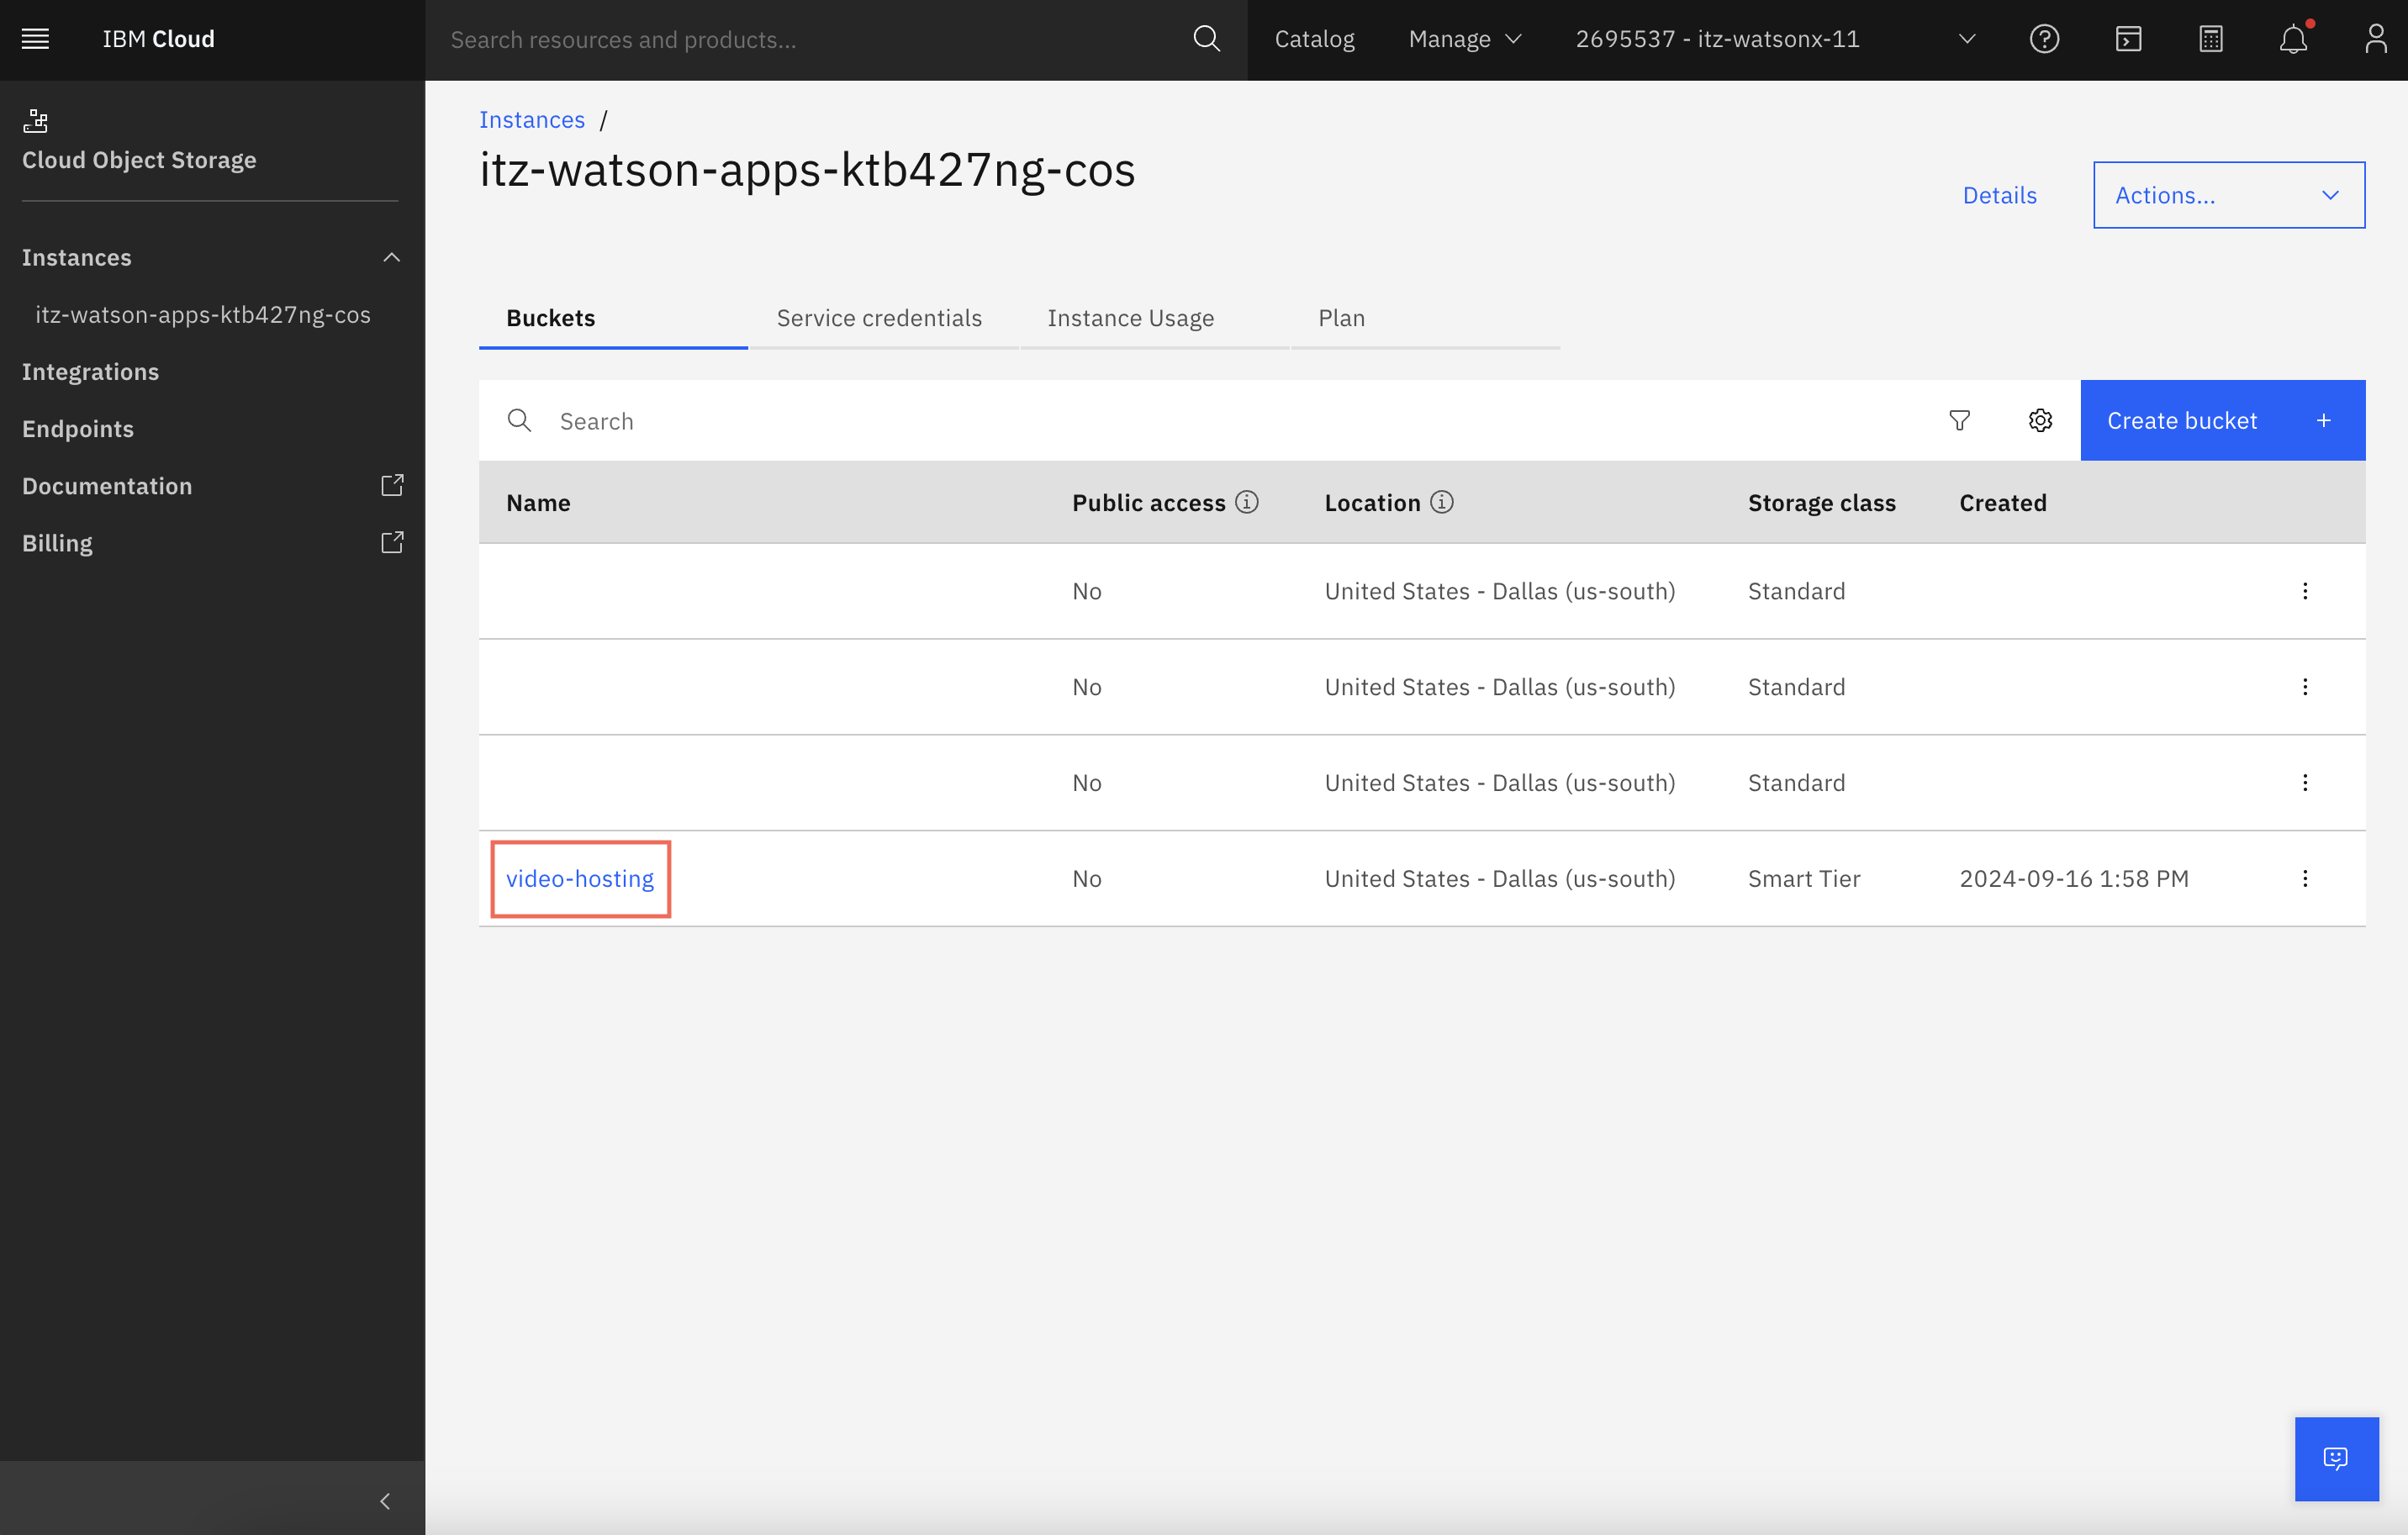 IBM Cloud
Search resources and products...
Catalog
Manage
2695537 - itz-watsonx-11
Cloud Object Storage
Instances
itz-watson-apps-ktb427ng-cos
Integrations
Endpoints
Documentation
Billing
Instances /
itz-watson-apps-ktb427ng-cos
Details
Actions...
Buckets
Service credentials
Instance Usage
Plan
Search
Create bucket +
Name Public access Location Storage class Created
No United States - Dallas (us-south) Standard
No United States - Dallas (us-south) Standard
No United States - Dallas (us-south) Standard
video-hosting No United States - Dallas (us-south) Smart Tier 2024-09-16 1:58 PM